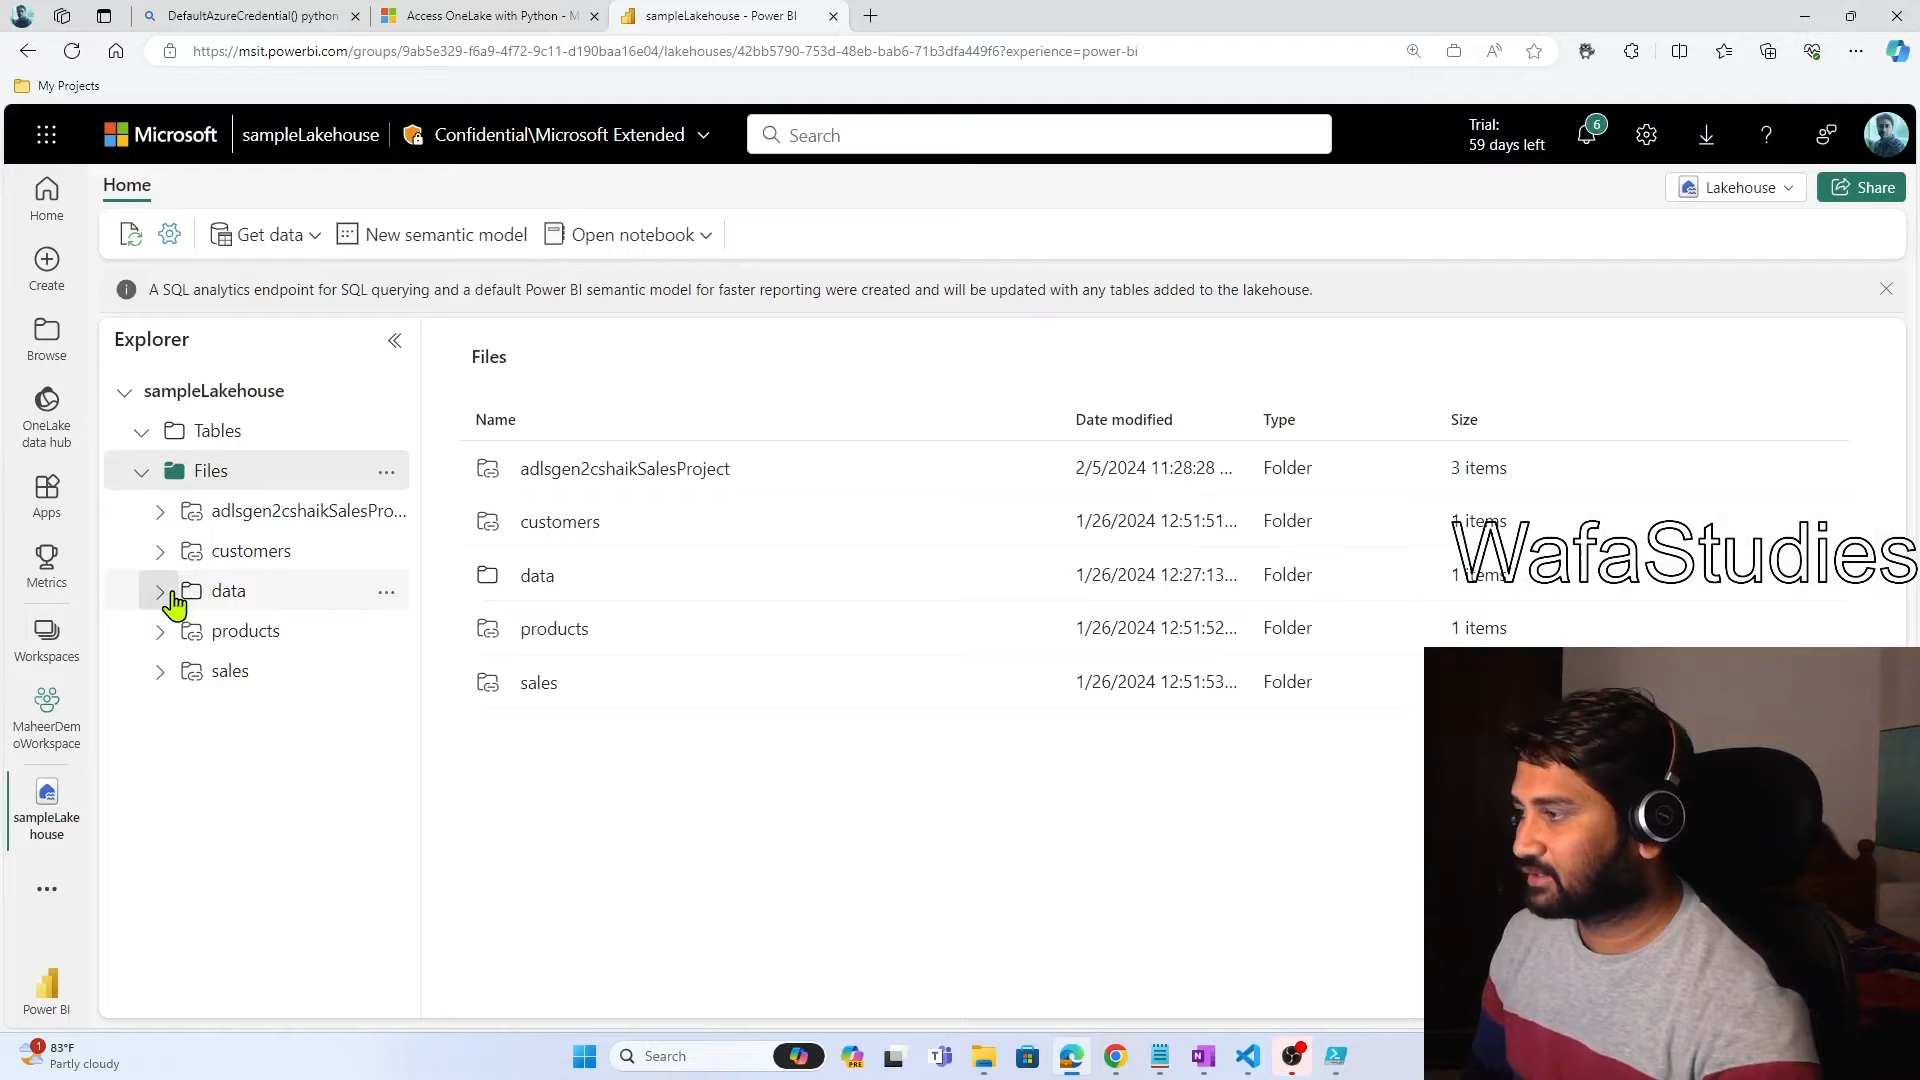 DefaultAzureCredential() python
Access OneLake with Python - M
sampleLakehouse - Power BI
https://msit.powerbi.com/groups/9ab5e329-f6a9-4f72-9c11-d190baa16e04/lakehouses/42bb5790-753d-48eb-bab6-71b3dfa449f6?experience=power-bi
My Projects
Microsoft
sampleLakehouse
Confidential\Microsoft Extended
Search
Trial:
59 days left
6
Home
Lakehouse
Share
Get data
New semantic model
Open notebook
A SQL analytics endpoint for SQL querying and a default Power BI semantic model for faster reporting were created and will be updated with any tables added to the lakehouse.
Home
Create
Browse
OneLake
data hub
Apps
Metrics
Workspaces
MaheerDem
oWorkspace
sampleLake
house
Power BI
Explorer
sampleLakehouse
Tables
Files
adlsgen2cshaikSalesPro...
customers
data
products
sales
Files
Name Date modified Type Size
adlsgen2cshaikSalesProject 2/5/2024 11:28:28 ... Folder 3 items
customers 1/26/2024 12:51:51... Folder 1 items
data 1/26/2024 12:27:13... Folder 1 items
products 1/26/2024 12:51:52... Folder 1 items
sales 1/26/2024 12:51:53... Folder
WafaStudies
1
83°F
Partly cloudy
Search
PRE